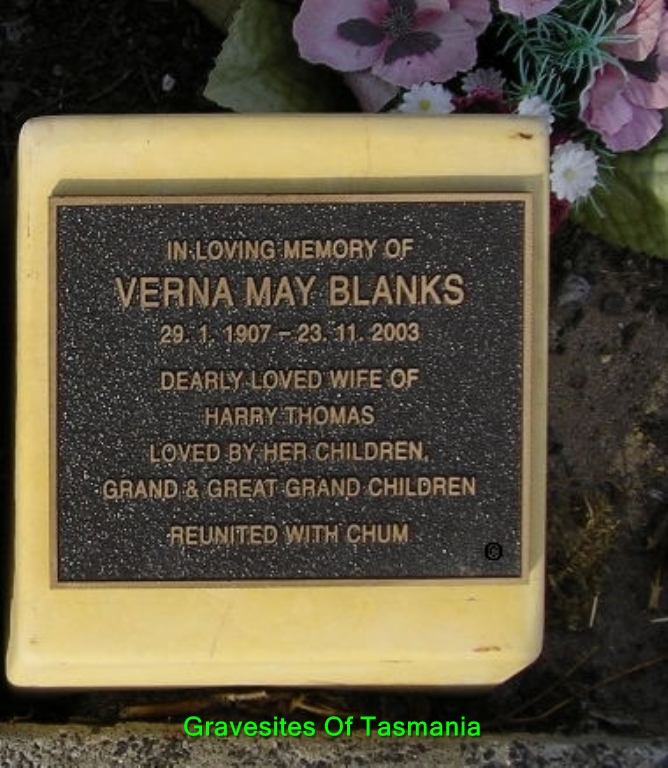 IN LOVING MEMORY OF
VERNA MAY BLANKS
29. 1. 1907 – 23. 11. 2003
DEARLY LOVED WIFE OF
HARRY THOMAS
LOVED BY HER CHILDREN,
GRAND & GREAT GRAND CHILDREN
REUNITED WITH CHUM
Gravesites Of Tasmania